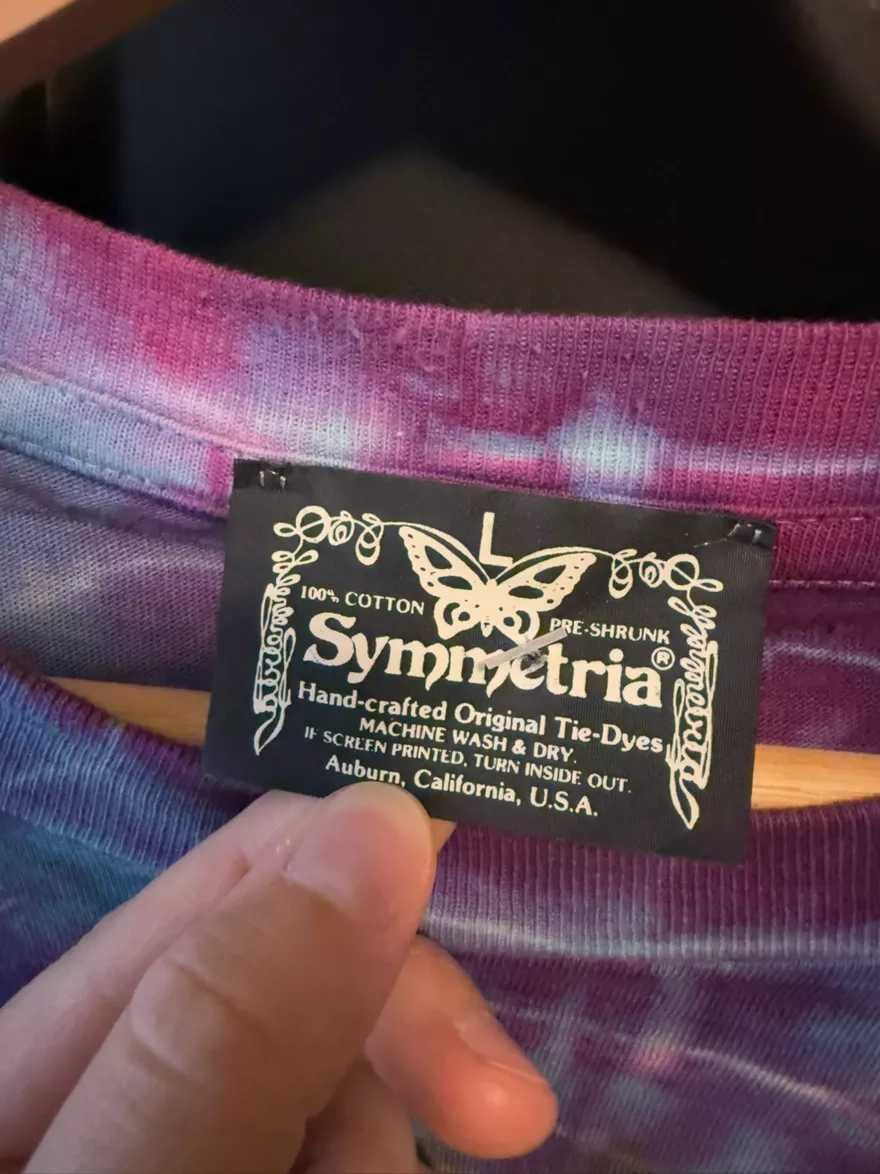 L
100% COTTON
PRE-SHRUNK
Symmetria®
Hand-crafted Original Tie-Dyes
MACHINE WASH & DRY.
IF SCREEN PRINTED, TURN INSIDE OUT.
Auburn, California, U.S.A.
Symmetria